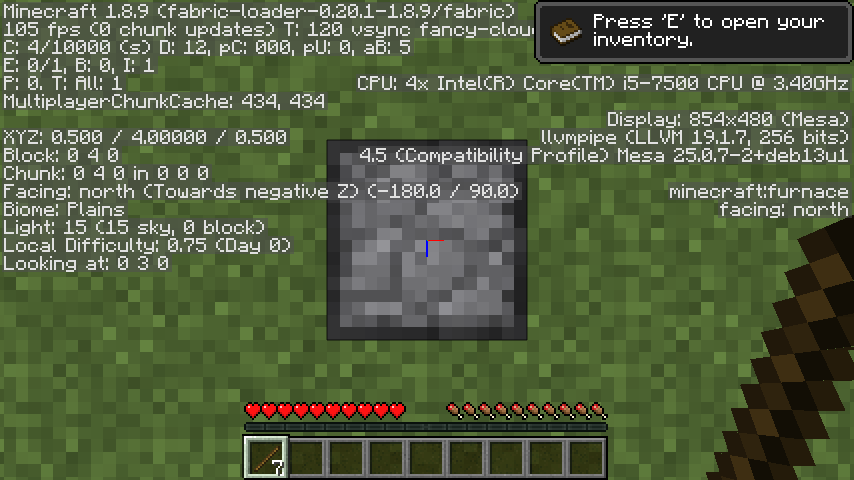 Minecraft 1.8.9 (fabric-loader-0.20.1-1.8.9/fabric)
105 fps (0 chunk updates) T: 120 vsync fancy-clou
C: 4/10000 (s) D: 12, pC: 000, pU: 0, aB: 5
E: 0/1, B: 0, I: 1
P: 0, T: All: 1
MultiplayerChunkCache: 434, 434
XYZ: 0.500 / 4.00000 / 0.500
Block: 0 4 0
Chunk: 0 4 0 in 0 0 0
Facing: north (Towards negative Z) (-180.0 / 90.0)
Biome: Plains
Light: 15 (15 sky, 0 block)
Local Difficulty: 0.75 (Day 0)
Looking at: 0 3 0
Press 'E' to open your
inventory.
CPU: 4x Intel(R) Core(TM) i5-7500 CPU @ 3.40GHz
Display: 854x480 (Mesa)
llvmpipe (LLVM 19.1.7, 256 bits)
4.5 (Compatibility Profile) Mesa 25.0.7-2+deb13u1
minecraft:furnace
facing: north
7